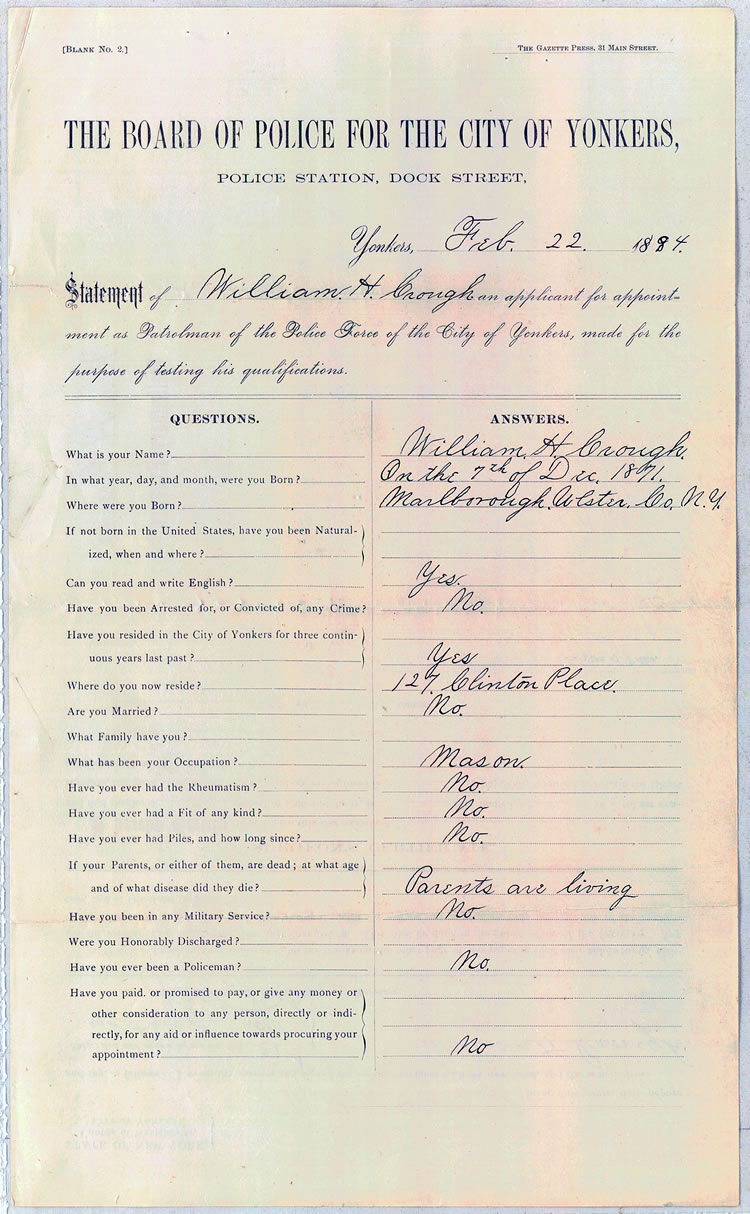 [BLANK No. 2.]
THE GAZETTE PRESS, 31 MAIN STREET.
THE BOARD OF POLICE FOR THE CITY OF YONKERS,
POLICE STATION, DOCK STREET,
Yonkers, Feb. 22. 1884.
Statement of William. H. Crough an applicant for appoint-
ment as Patrolman of the Police Force of the City of Yonkers, made for the
purpose of testing his qualifications.
QUESTIONS. ANSWERS.
What is your Name? William. H. Crough.
In what year, day, and month, were you Born? On the 7th of Dec. 1871.
Where were you Born? Marlborough. Ulster. Co. N.Y.
If not born in the United States, have you been Natural-
ized, when and where?
Can you read and write English? Yes.
Have you been Arrested for, or Convicted of, any Crime? No.
Have you resided in the City of Yonkers for three contin-
uous years last past? Yes
Where do you now reside? 127. Clinton Place.
Are you Married? No.
What Family have you?
What has been your Occupation? Mason.
Have you ever had the Rheumatism? No.
Have you ever had a Fit of any kind? No.
Have you ever had Piles, and how long since? No.
If your Parents, or either of them, are dead; at what age
and of what disease did they die? Parents are living
Have you been in any Military Service? No.
Were you Honorably Discharged?
Have you ever been a Policeman? No.
Have you paid. or promised to pay, or give any money or
other consideration to any person, directly or indi-
rectly, for any aid or influence towards procuring your
appointment? No